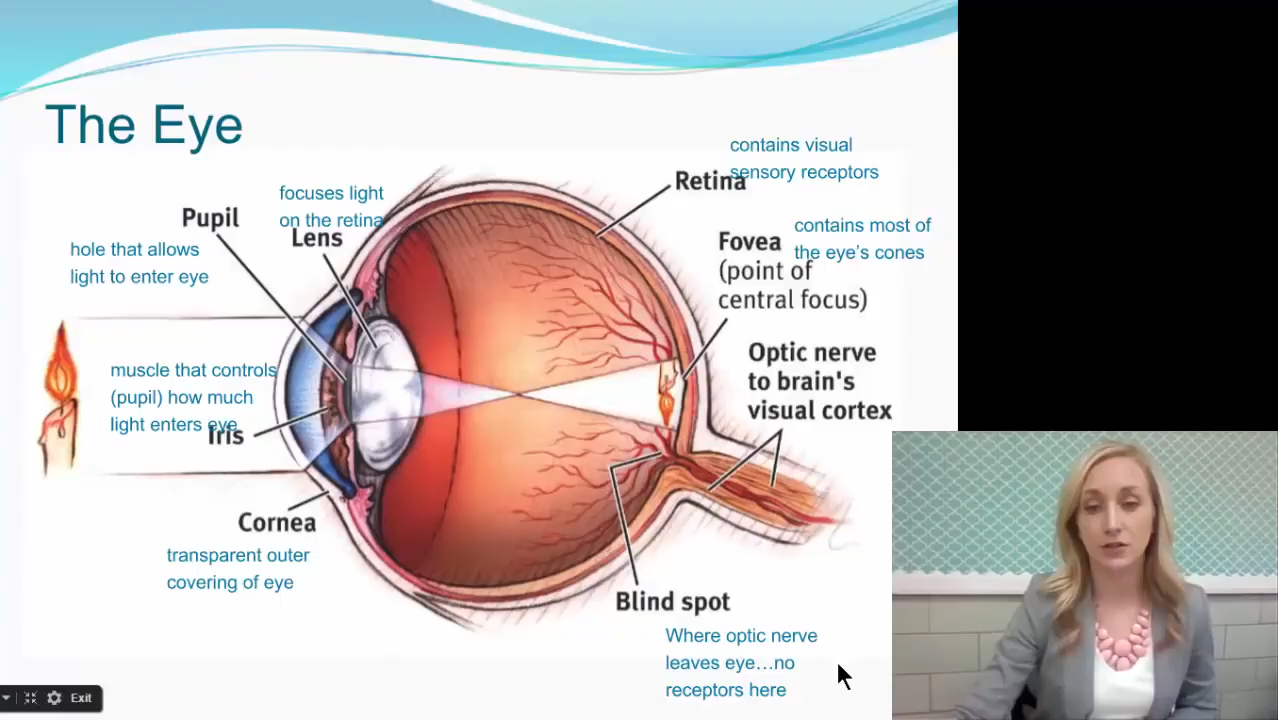 The Eye
contains visual
sensory receptors
Retina
focuses light
on the retina
Pupil
Lens
hole that allows
light to enter eye
contains most of
the eye's cones
Fovea
(point of
central focus)
Optic nerve
to brain's
visual cortex
muscle that controls
(pupil) how much
light enters eye
Iris
Cornea
transparent outer
covering of eye
Blind spot
Where optic nerve
leaves eye…no
receptors here
Exit